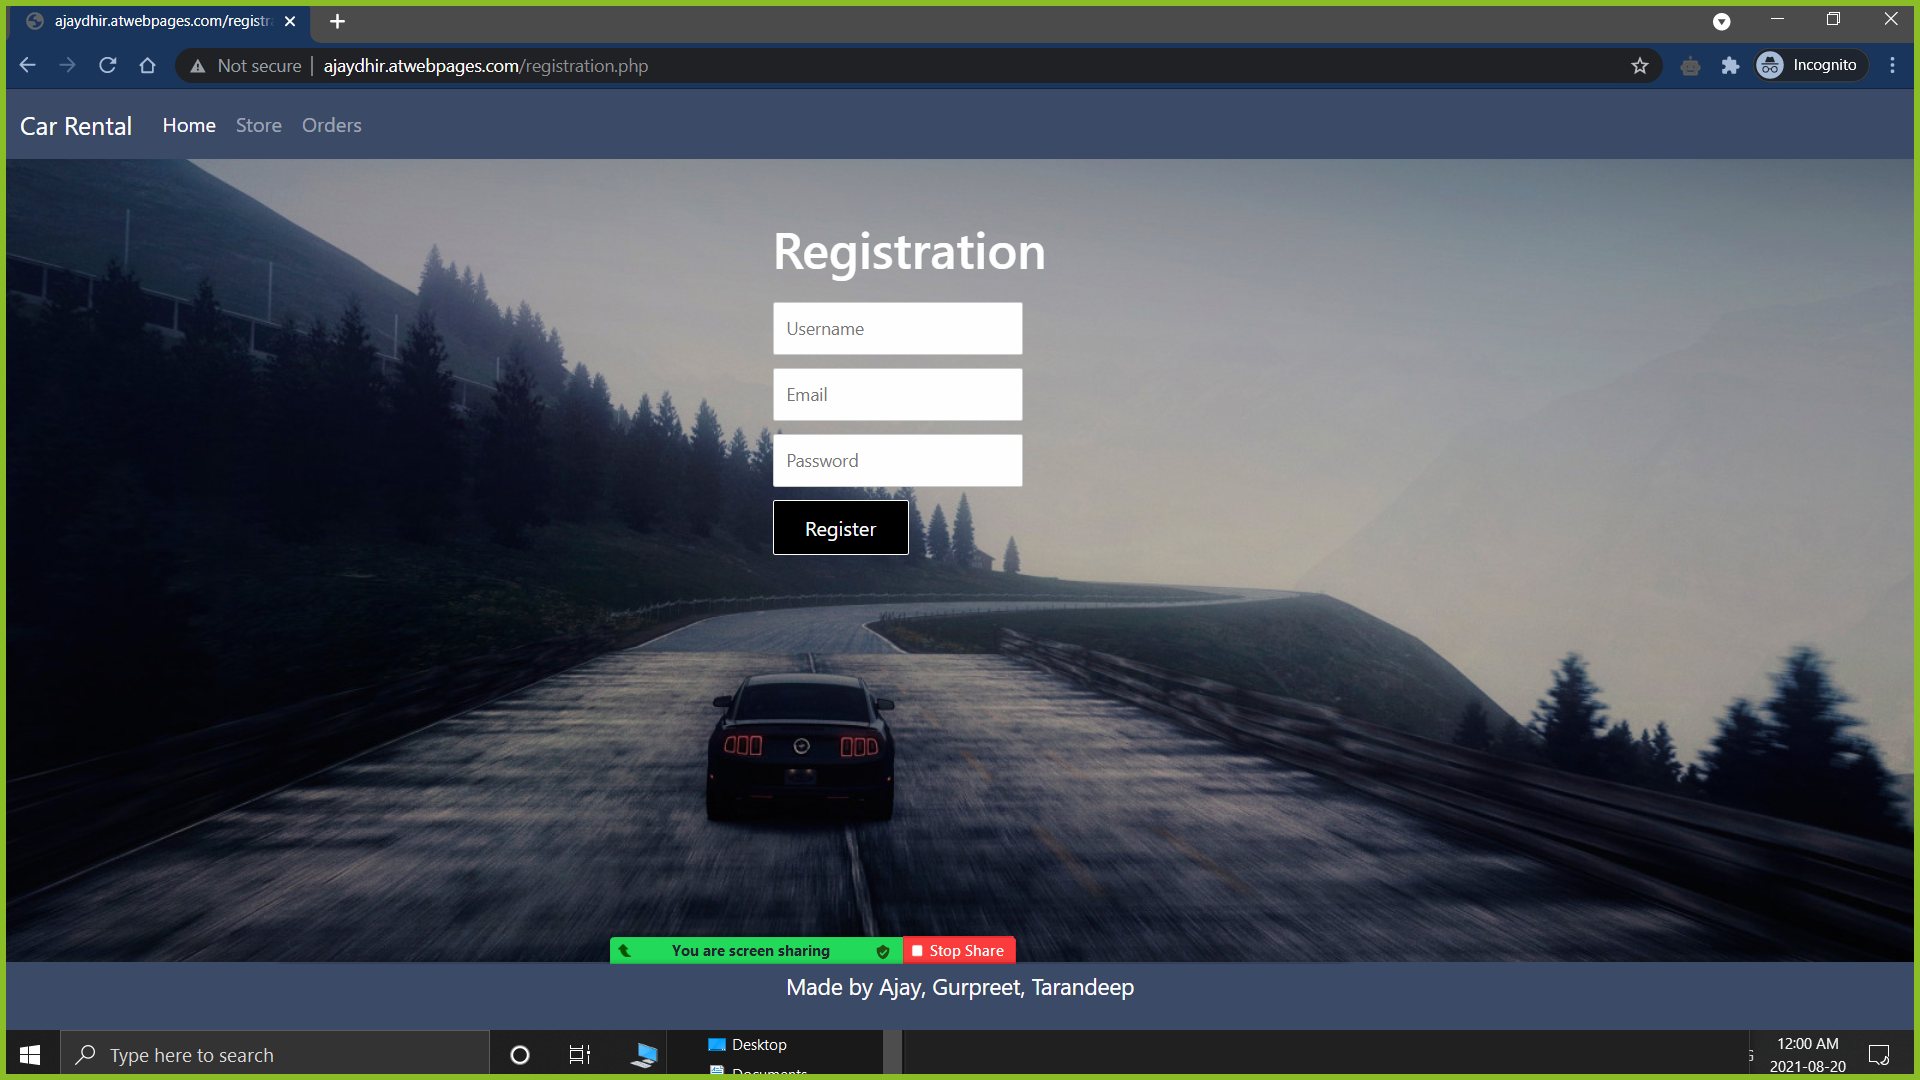 ajaydhir.atwebpages.com/registr
Not secure | ajaydhir.atwebpages.com/registration.php
Incognito
Car Rental Home Store Orders
Registration
Username
Email
Password
Register
You are screen sharing Stop Share
Made by Ajay, Gurpreet, Tarandeep
Type here to search
Desktop
Documents
12:00 AM
2021-08-20